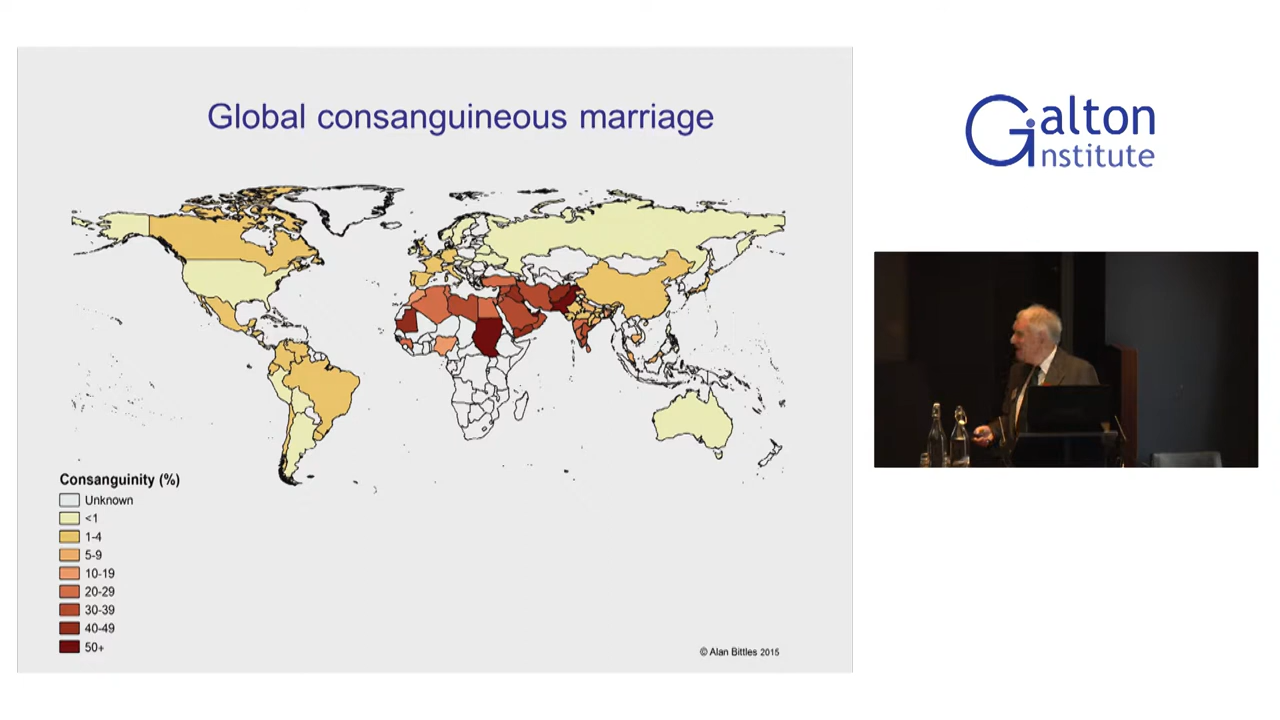 Global consanguineous marriage
Consanguinity (%)
Unknown
<1
1-4
5-9
10-19
20-29
30-39
40-49
50+
© Alan Bittles 2015
Galton
Institute